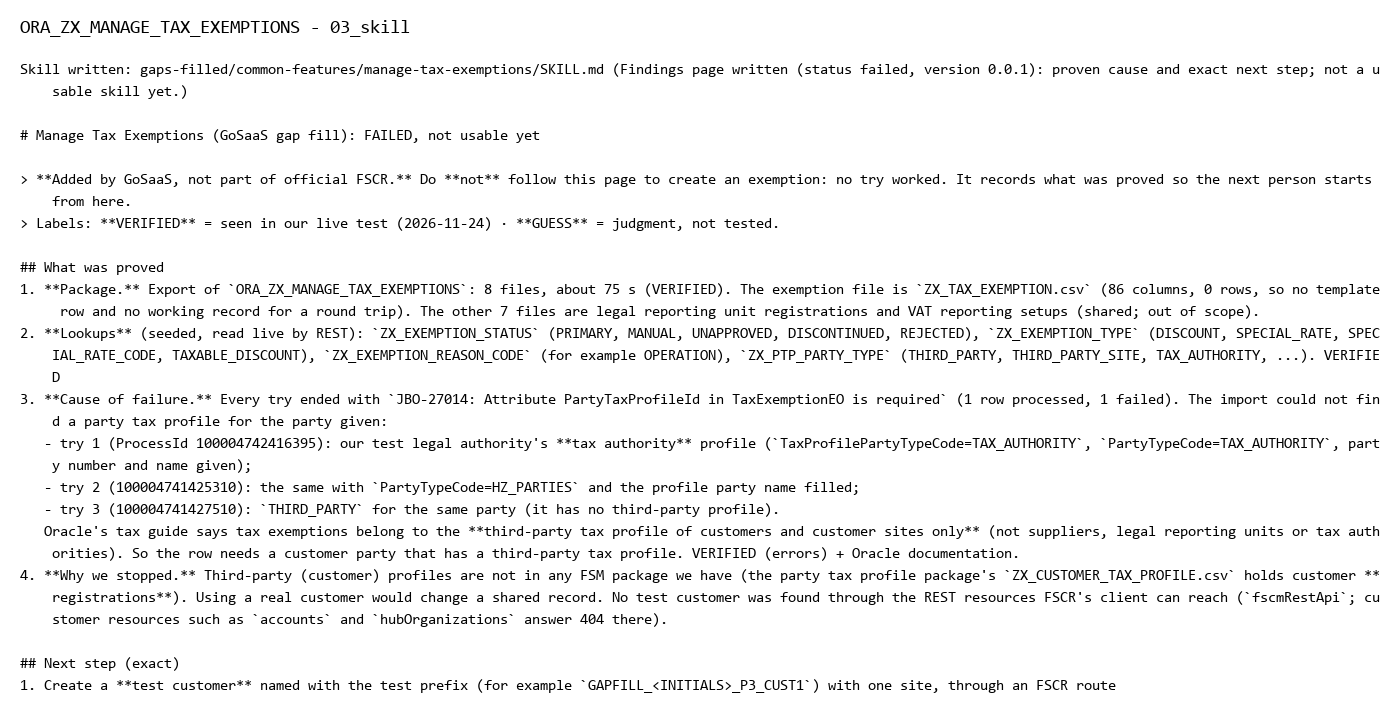 ORA_ZX_MANAGE_TAX_EXEMPTIONS - 03_skill
Skill written: gaps-filled/common-features/manage-tax-exemptions/SKILL.md (Findings page written (status failed, version 0.0.1): proven cause and exact next step; not a u
sable skill yet.)
# Manage Tax Exemptions (GoSaaS gap fill): FAILED, not usable yet
> **Added by GoSaaS, not part of official FSCR.** Do **not** follow this page to create an exemption: no try worked. It records what was proved so the next person starts
from here.
> Labels: **VERIFIED** = seen in our live test (2026-11-24) · **GUESS** = judgment, not tested.
## What was proved
1. **Package.** Export of `ORA_ZX_MANAGE_TAX_EXEMPTIONS`: 8 files, about 75 s (VERIFIED). The exemption file is `ZX_TAX_EXEMPTION.csv` (86 columns, 0 rows, so no template
row and no working record for a round trip). The other 7 files are legal reporting unit registrations and VAT reporting setups (shared; out of scope).
2. **Lookups** (seeded, read live by REST): `ZX_EXEMPTION_STATUS` (PRIMARY, MANUAL, UNAPPROVED, DISCONTINUED, REJECTED), `ZX_EXEMPTION_TYPE` (DISCOUNT, SPECIAL_RATE, SPEC
IAL_RATE_CODE, TAXABLE_DISCOUNT), `ZX_EXEMPTION_REASON_CODE` (for example OPERATION), `ZX_PTP_PARTY_TYPE` (THIRD_PARTY, THIRD_PARTY_SITE, TAX_AUTHORITY, ...). VERIFIE
D
3. **Cause of failure.** Every try ended with `JBO-27014: Attribute PartyTaxProfileId in TaxExemptionEO is required` (1 row processed, 1 failed). The import could not fin
d a party tax profile for the party given:
- try 1 (ProcessId 100004742416395): our test legal authority's **tax authority** profile (`TaxProfilePartyTypeCode=TAX_AUTHORITY`, `PartyTypeCode=TAX_AUTHORITY`, part
y number and name given);
- try 2 (100004741425310): the same with `PartyTypeCode=HZ_PARTIES` and the profile party name filled;
- try 3 (100004741427510): `THIRD_PARTY` for the same party (it has no third-party profile).
Oracle's tax guide says tax exemptions belong to the **third-party tax profile of customers and customer sites only** (not suppliers, legal reporting units or tax auth
orities). So the row needs a customer party that has a third-party tax profile. VERIFIED (errors) + Oracle documentation.
4. **Why we stopped.** Third-party (customer) profiles are not in any FSM package we have (the party tax profile package's `ZX_CUSTOMER_TAX_PROFILE.csv` holds customer **
registrations**). Using a real customer would change a shared record. No test customer was found through the REST resources FSCR's client can reach (`fscmRestApi`; cu
stomer resources such as `accounts` and `hubOrganizations` answer 404 there).
## Next step (exact)
1. Create a **test customer** named with the test prefix (for example `GAPFILL_<INITIALS>_P3_CUST1`) with one site, through an FSCR route